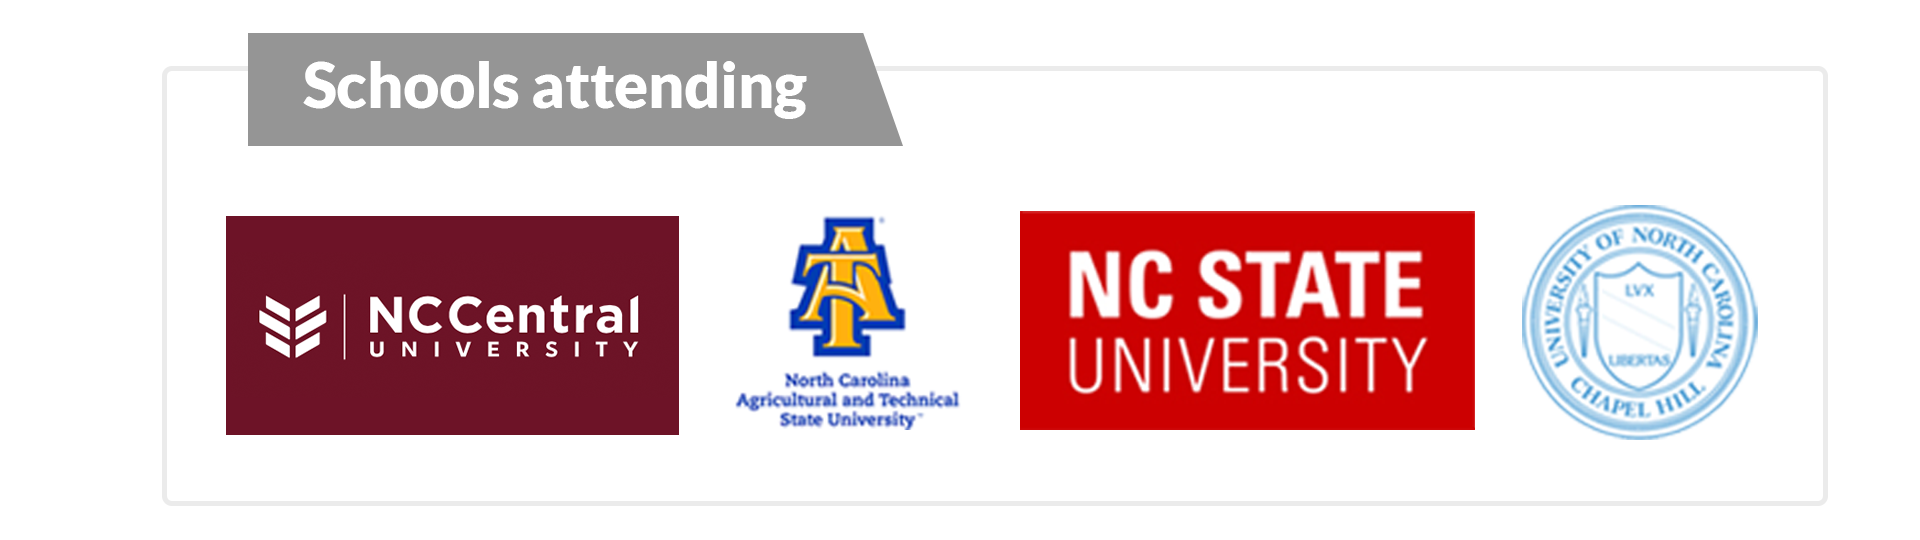 Schools attending
NCCentral
UNIVERSITY
North Carolina
Agricultural and Technical
State University
NC STATE
UNIVERSITY
UNIVERSITY OF NORTH CAROLINA
LVX
LIBERTAS
CHAPEL HILL